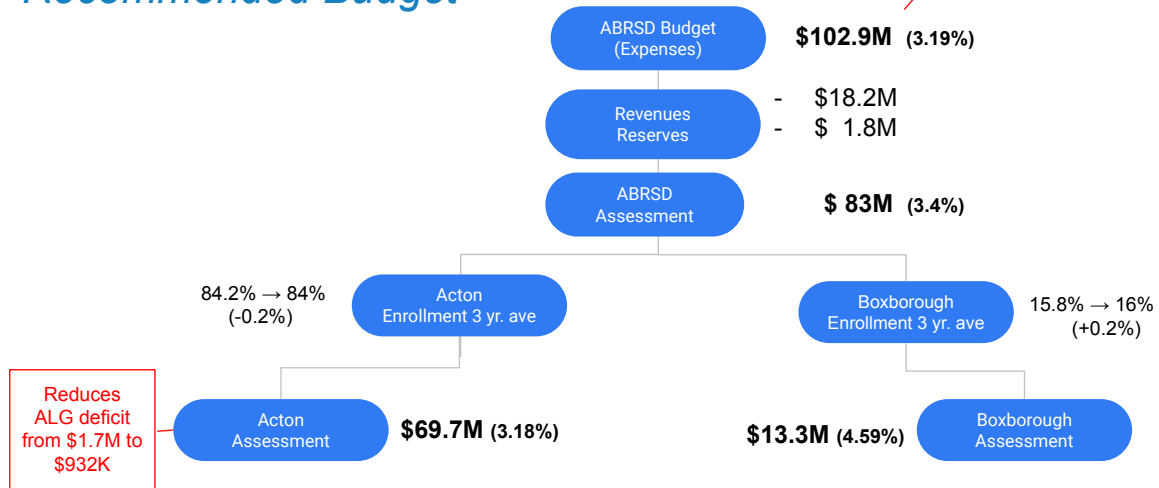 Recommended Budget
ABRSD Budget
(Expenses)
$102.9M (3.19%)
Revenues
Reserves
- $18.2M
- $ 1.8M
ABRSD
Assessment
$ 83M (3.4%)
84.2% → 84%
(-0.2%)
Acton
Enrollment 3 yr. ave
Boxborough
Enrollment 3 yr. ave
15.8% → 16%
(+0.2%)
Reduces
ALG deficit
from $1.7M to
$932K
Acton
Assessment
$69.7M (3.18%)
$13.3M (4.59%)
Boxborough
Assessment